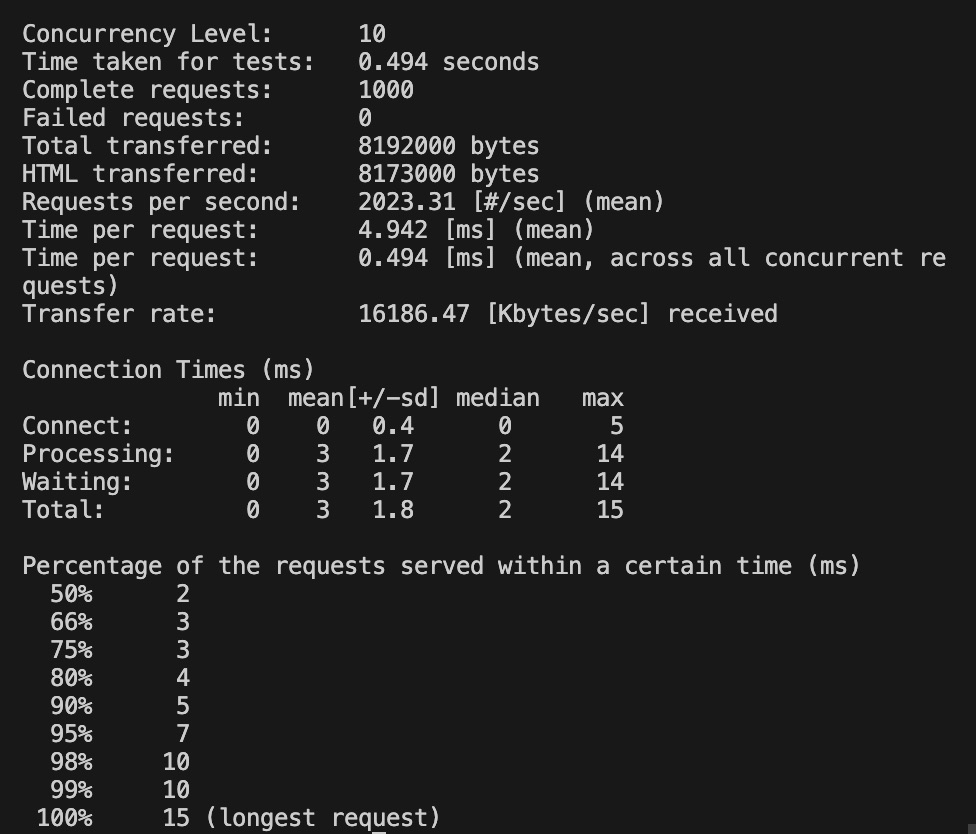 Concurrency Level:      10
Time taken for tests:   0.494 seconds
Complete requests:      1000
Failed requests:        0
Total transferred:      8192000 bytes
HTML transferred:       8173000 bytes
Requests per second:    2023.31 [#/sec] (mean)
Time per request:       4.942 [ms] (mean)
Time per request:       0.494 [ms] (mean, across all concurrent re
quests)
Transfer rate:          16186.47 [Kbytes/sec] received

Connection Times (ms)
              min  mean[+/-sd] median   max
Connect:        0    0   0.4      0       5
Processing:     0    3   1.7      2      14
Waiting:        0    3   1.7      2      14
Total:          0    3   1.8      2      15

Percentage of the requests served within a certain time (ms)
  50%      2
  66%      3
  75%      3
  80%      4
  90%      5
  95%      7
  98%     10
  99%     10
 100%     15 (longest request)